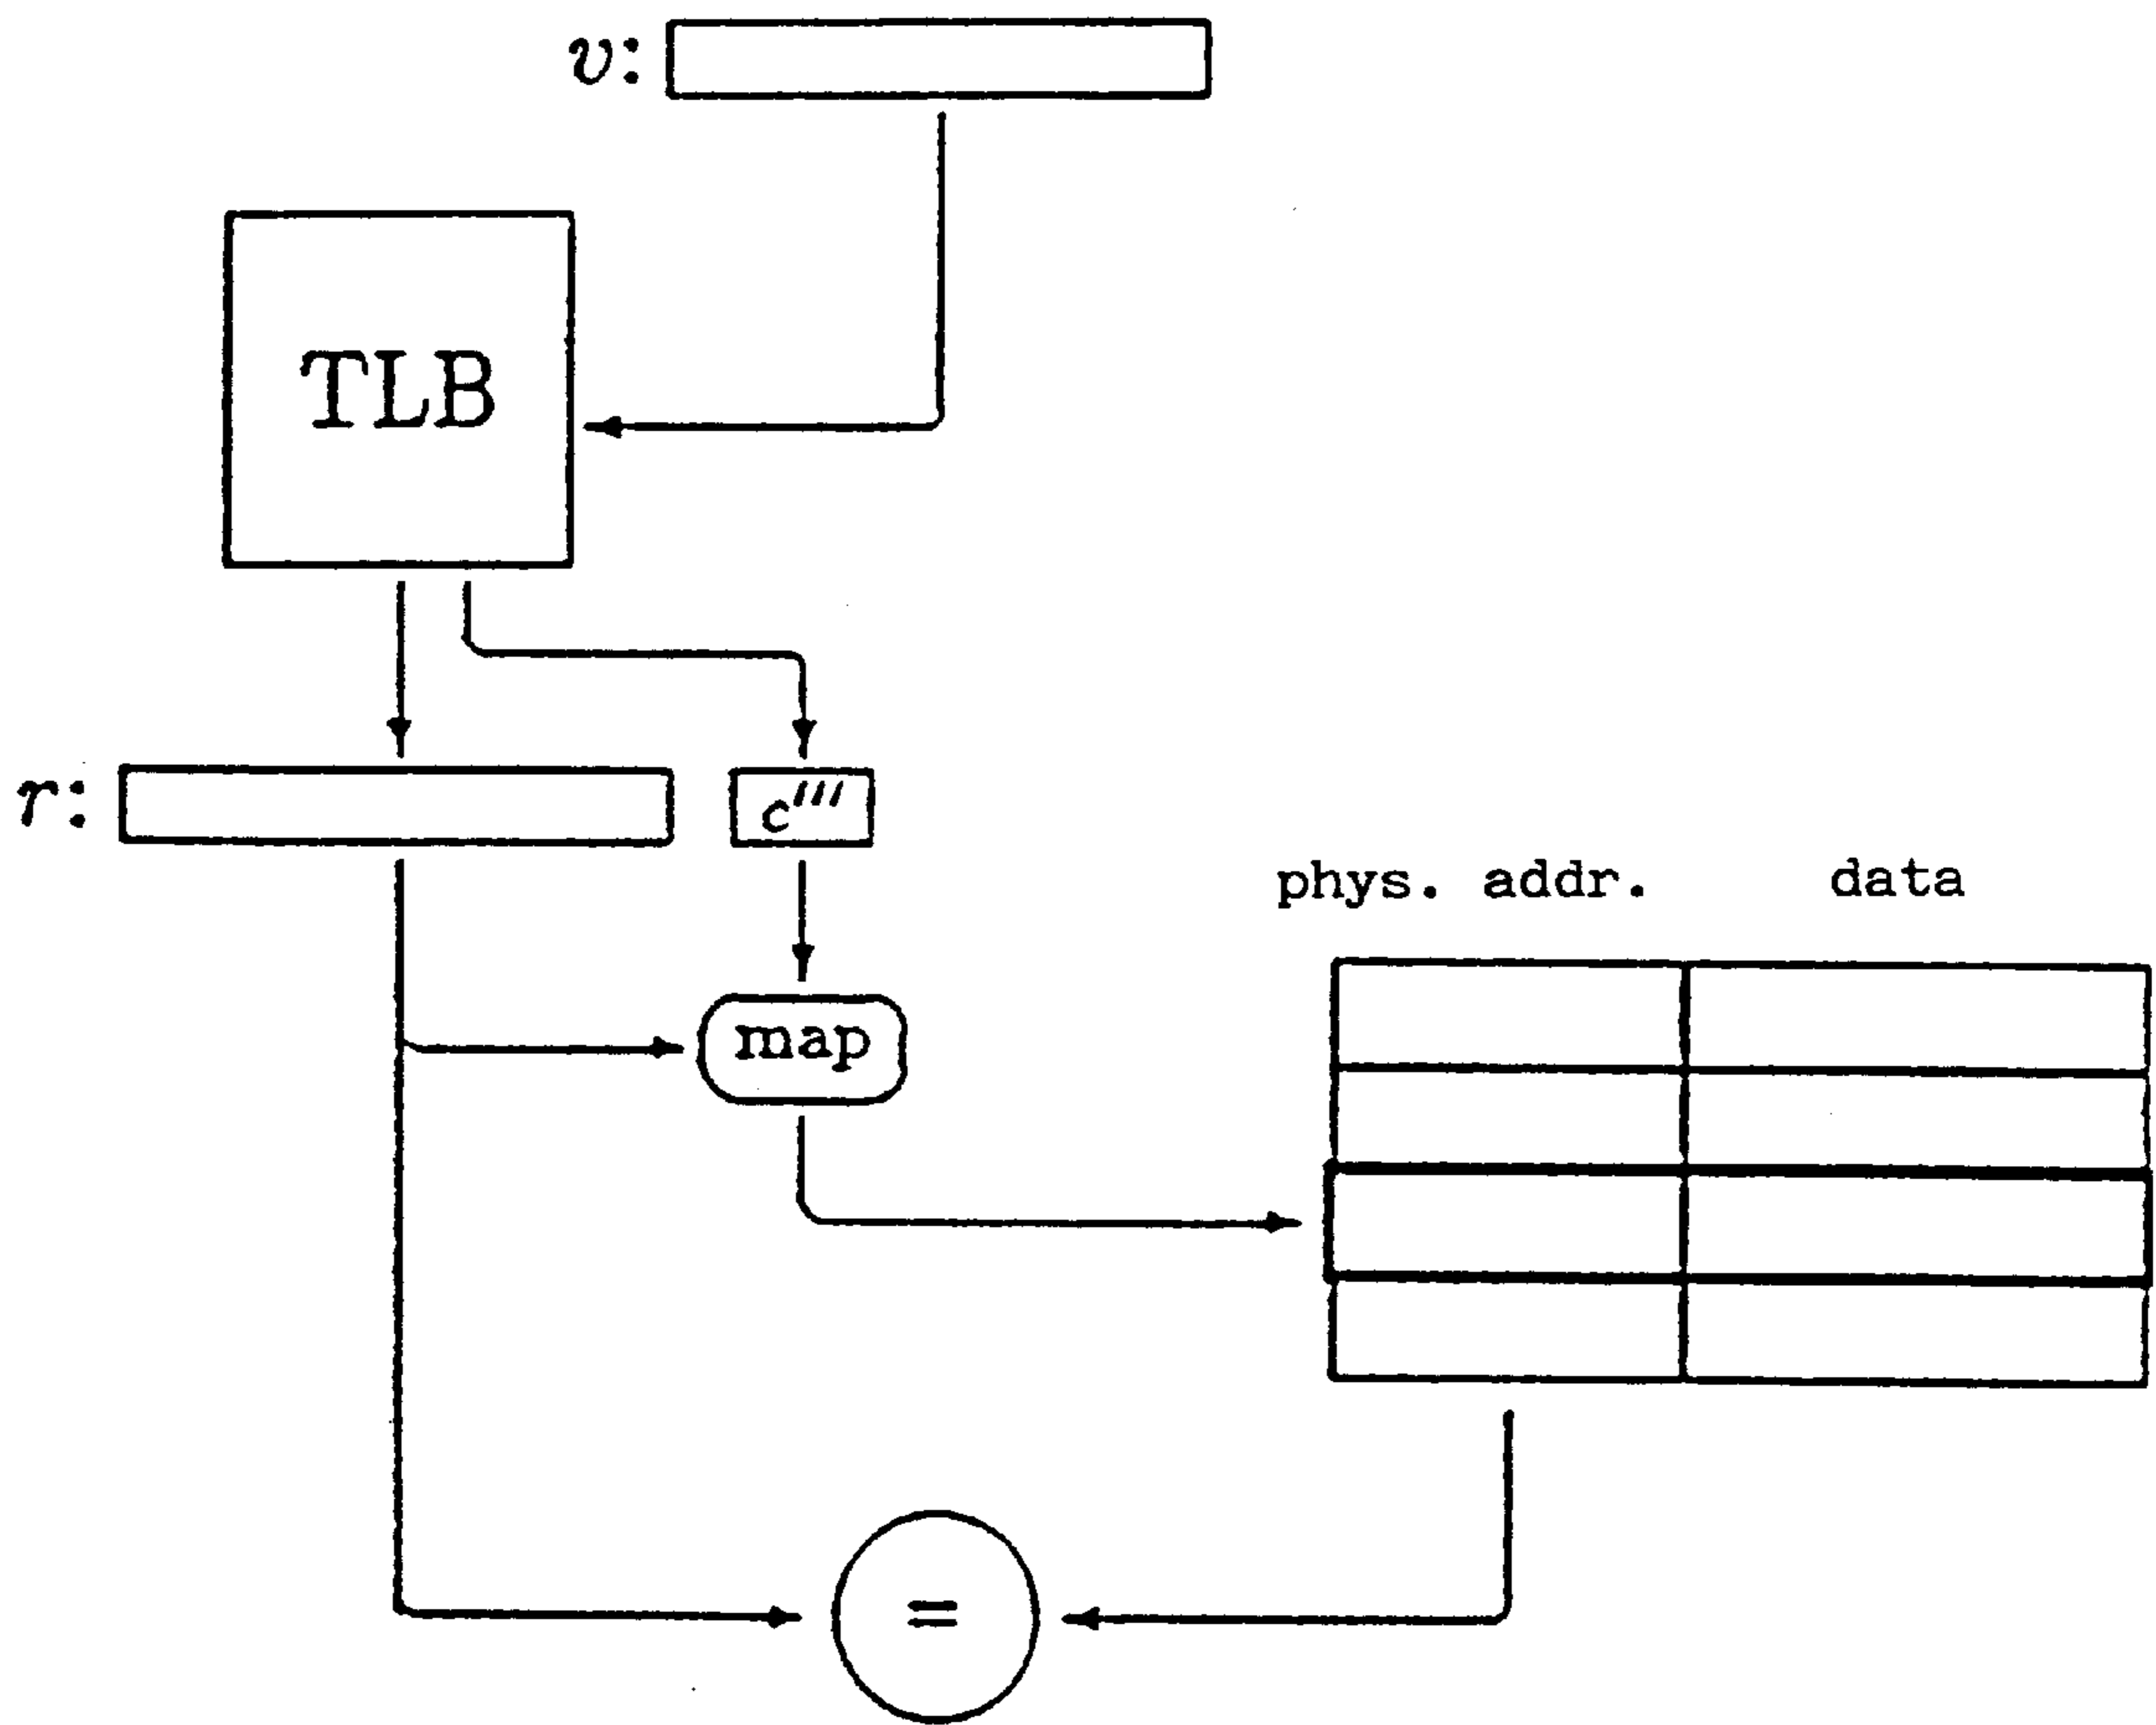 v:
TLB
r:
c‴
phys. addr. data
map
=